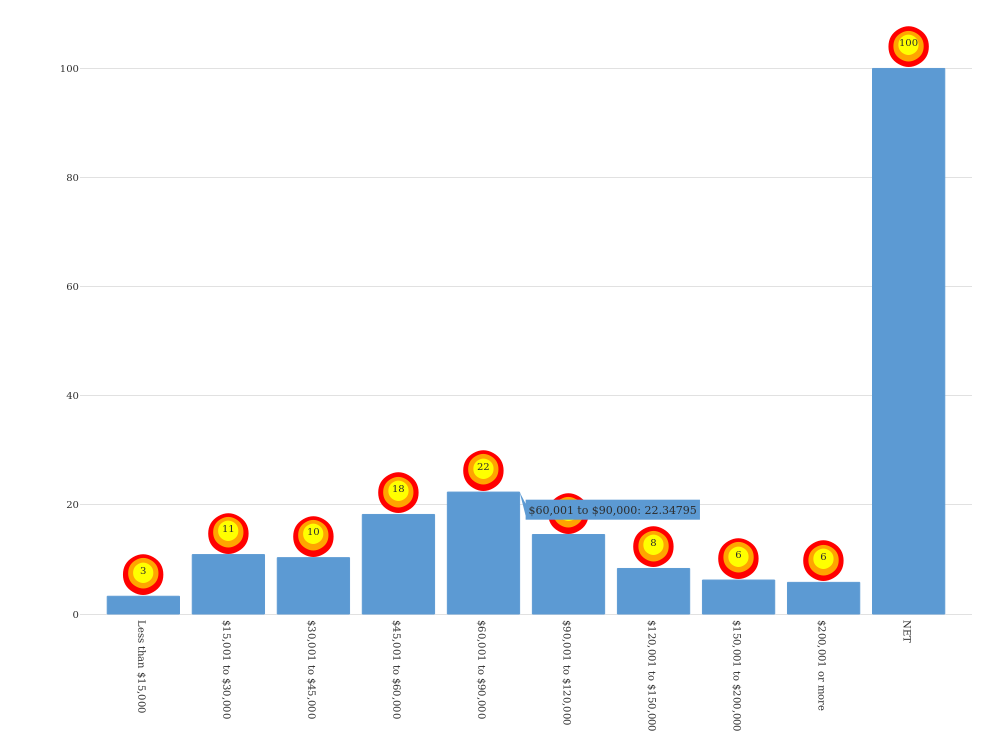 100
100
80
60
40
22
$60,001 to $90,000: 22.34795
20
18
11
10
8
6
6
3
0
Less than $15,000
$15,001 to $30,000
$30,001 to $45,000
$45,001 to $60,000
$60,001 to $90,000
$90,001 to $120,000
$120,001 to $150,000
$150,001 to $200,000
$200,001 or more
NET